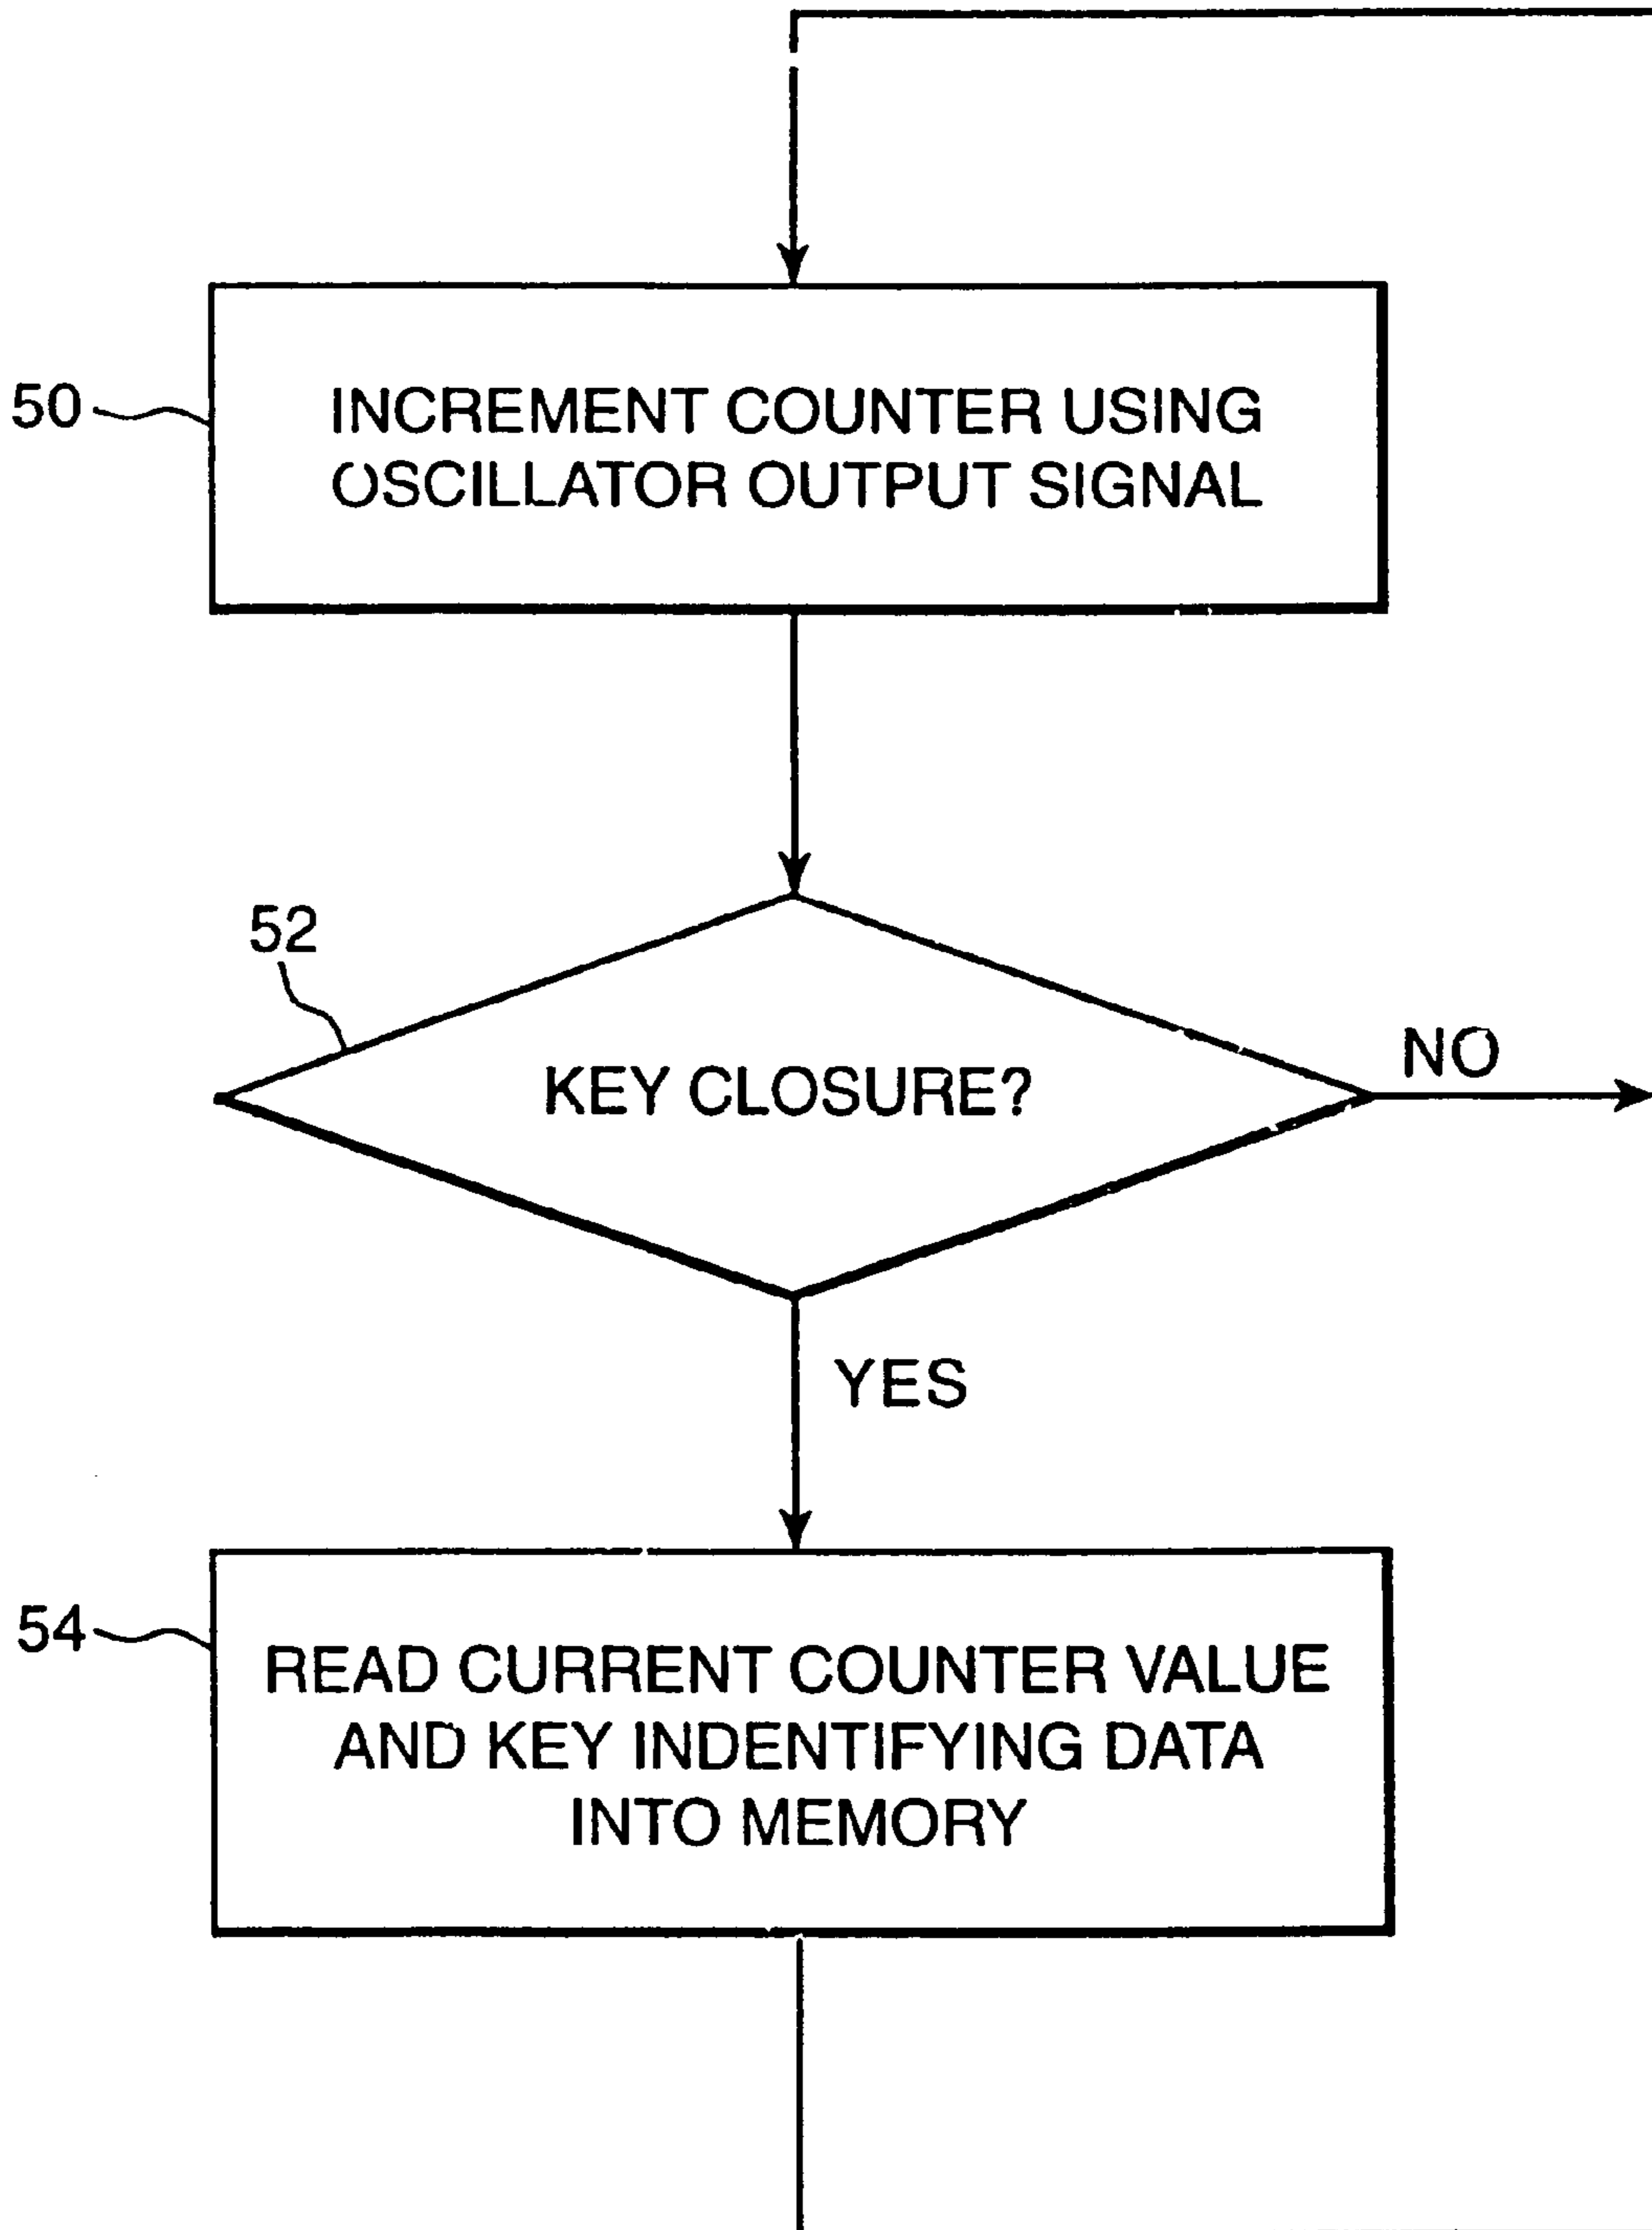 50
INCREMENT COUNTER USING
OSCILLATOR OUTPUT SIGNAL
52
KEY CLOSURE?
NO
YES
54
READ CURRENT COUNTER VALUE
AND KEY INDENTIFYING DATA
INTO MEMORY